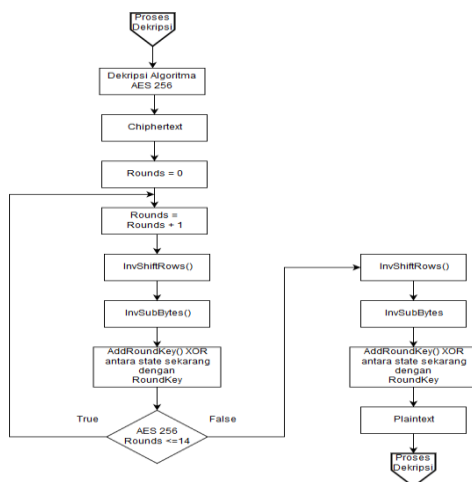 Proses
Dekripsi
Dekripsi Algoritma
AES 256
Chiphertext
Rounds = 0
Rounds =
Rounds + 1
InvShiftRows()
InvSubBytes()
AddRoundKey() XOR
antara state sekarang
dengan
RoundKey
True
False
AES 256
Rounds <=14
InvShiftRows()
InvSubBytes
AddRoundKey() XOR
antara state sekarang
dengan
RoundKey
Plaintext
Proses
Dekripsi